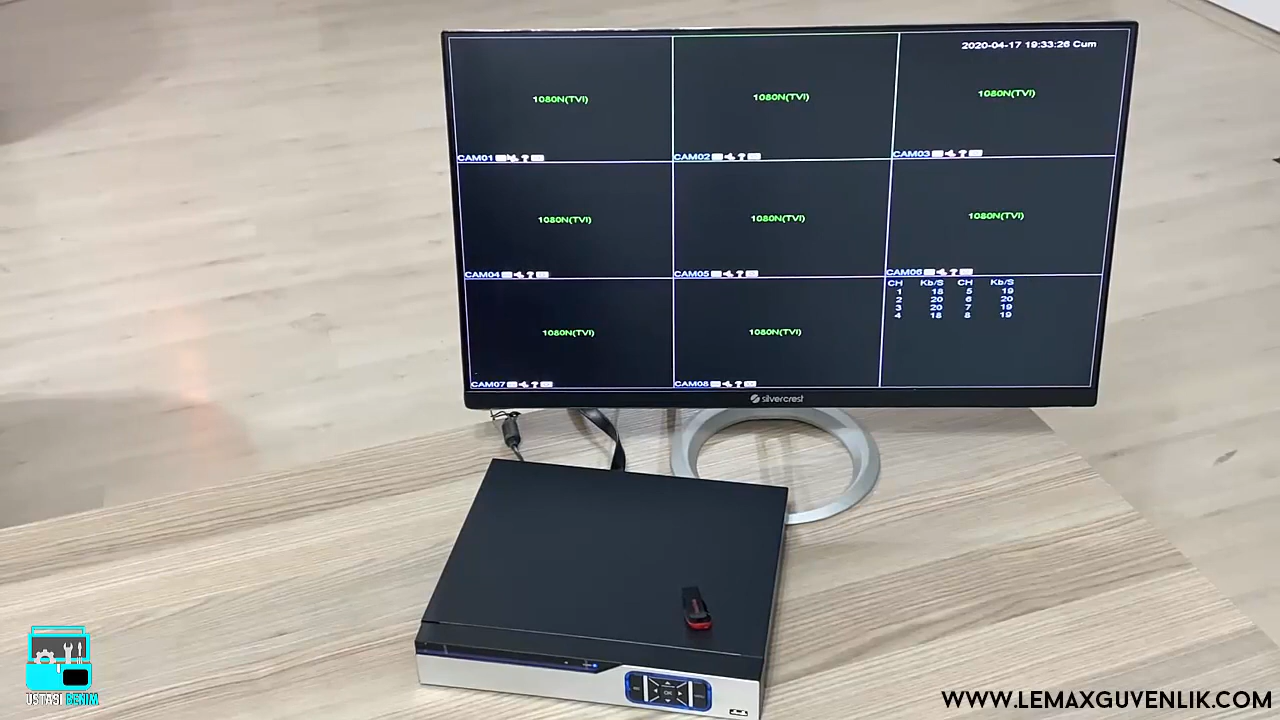 2020-04-17 19:33:26 Cum
1080N(TVI)
1080N(TVI)
1080N(TVI)
CAM01
CAM02
CAM03
1080N(TVI)
1080N(TVI)
1080N(TVI)
CAM04
CAM05
CAM06
CH Kb/S CH Kb/S
1 18 5 19
2 20 6 20
3 20 7 19
4 18 8 19
1080N(TVI)
1080N(TVI)
CAM07
CAM08
silvercrest
OK
USTASI BENIM
WWW.LEMAXGUVENLIK.COM